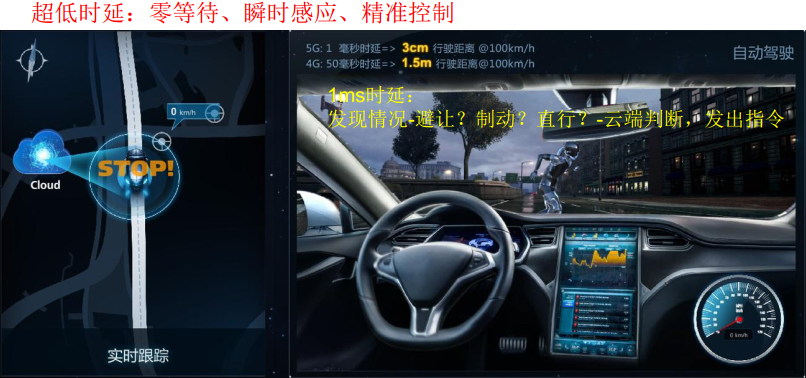 超低时延：零等待、瞬时感应、精准控制
5G: 1 毫秒时延=> 3cm 行驶距离 @100km/h
4G: 50毫秒时延=> 1.5m 行驶距离 @100km/h
自动驾驶
1ms时延：
发现情况-避让？制动？直行？-云端判断，发出指令
0 km/h
STOP!
Cloud
0 km/h
实时跟踪